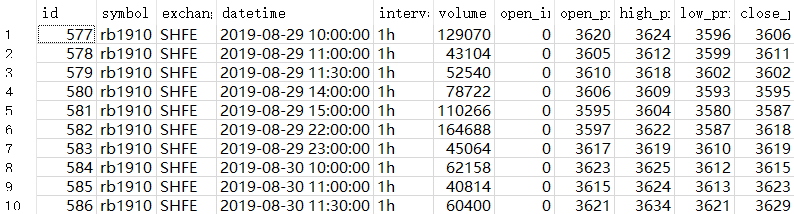 id symbol exchan datetime interv volume open_i open_p high_p low_pri close_p
1 577 rb1910 SHFE 2019-08-29 10:00:00 1h 129070 0 3620 3624 3596 3606
2 578 rb1910 SHFE 2019-08-29 11:00:00 1h 43104 0 3605 3612 3599 3611
3 579 rb1910 SHFE 2019-08-29 11:30:00 1h 52540 0 3610 3618 3602 3602
4 580 rb1910 SHFE 2019-08-29 14:00:00 1h 78722 0 3606 3609 3593 3595
5 581 rb1910 SHFE 2019-08-29 15:00:00 1h 110266 0 3595 3604 3580 3587
6 582 rb1910 SHFE 2019-08-29 22:00:00 1h 164688 0 3597 3622 3587 3618
7 583 rb1910 SHFE 2019-08-29 23:00:00 1h 45064 0 3617 3619 3610 3619
8 584 rb1910 SHFE 2019-08-30 10:00:00 1h 62158 0 3623 3625 3612 3615
9 585 rb1910 SHFE 2019-08-30 11:00:00 1h 40814 0 3615 3624 3613 3623
10 586 rb1910 SHFE 2019-08-30 11:30:00 1h 60400 0 3621 3634 3621 3629